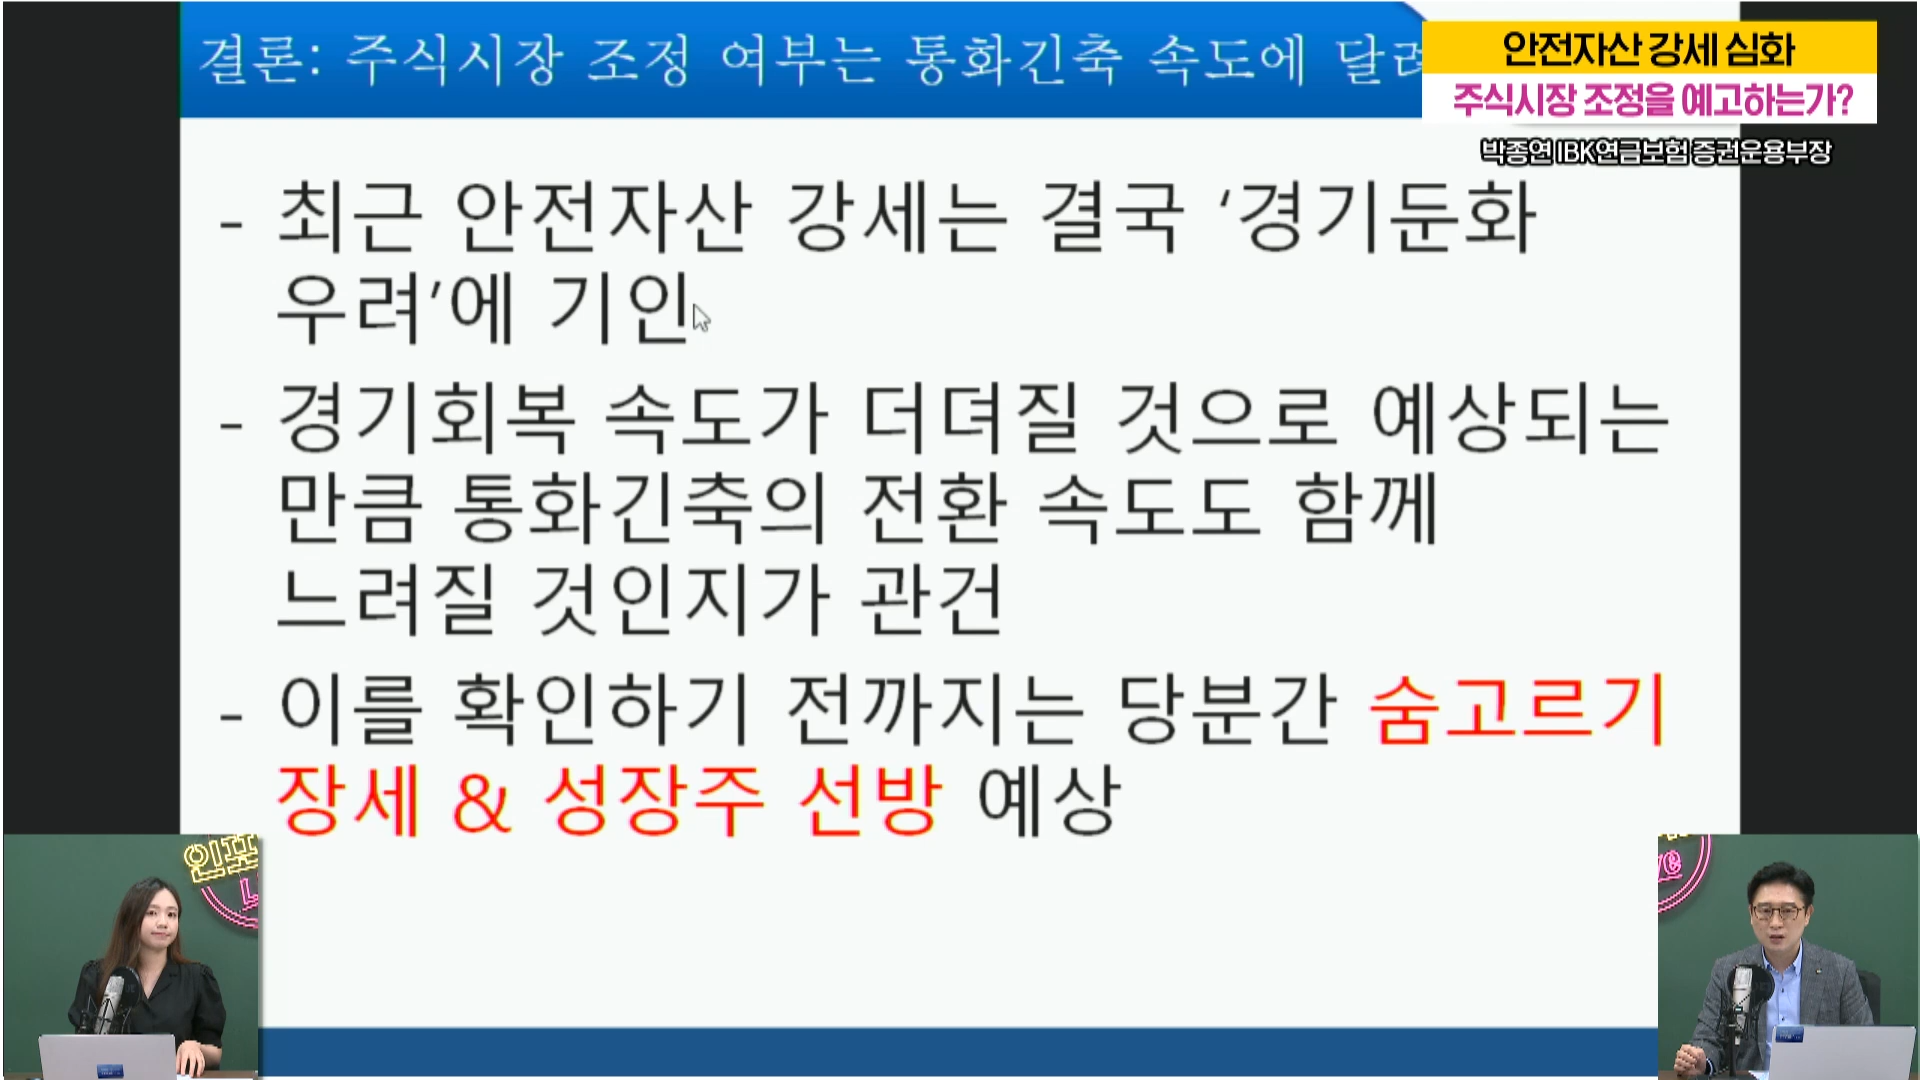 결론: 주식시장 조정 여부는 통화긴축 속도에
안전자산 강세 심화
주식시장 조정을 예고하는가?
박종연 IBK연금보험 증권운용부장
- 최근 안전자산 강세는 결국 '경기둔화
우려'에 기인
- 경기회복 속도가 더뎌질 것으로 예상되는
만큼 통화긴축의 전환 속도도 함께
느려질 것인지가 관건
- 이를 확인하기 전까지는 당분간 숨고르기
장세 & 성장주 선방 예상